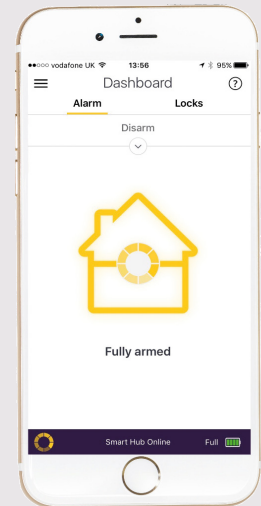 vodafone UK 13:56 95%
Dashboard ?
Alarm Locks
Disarm
Fully armed
Smart Hub Online Full